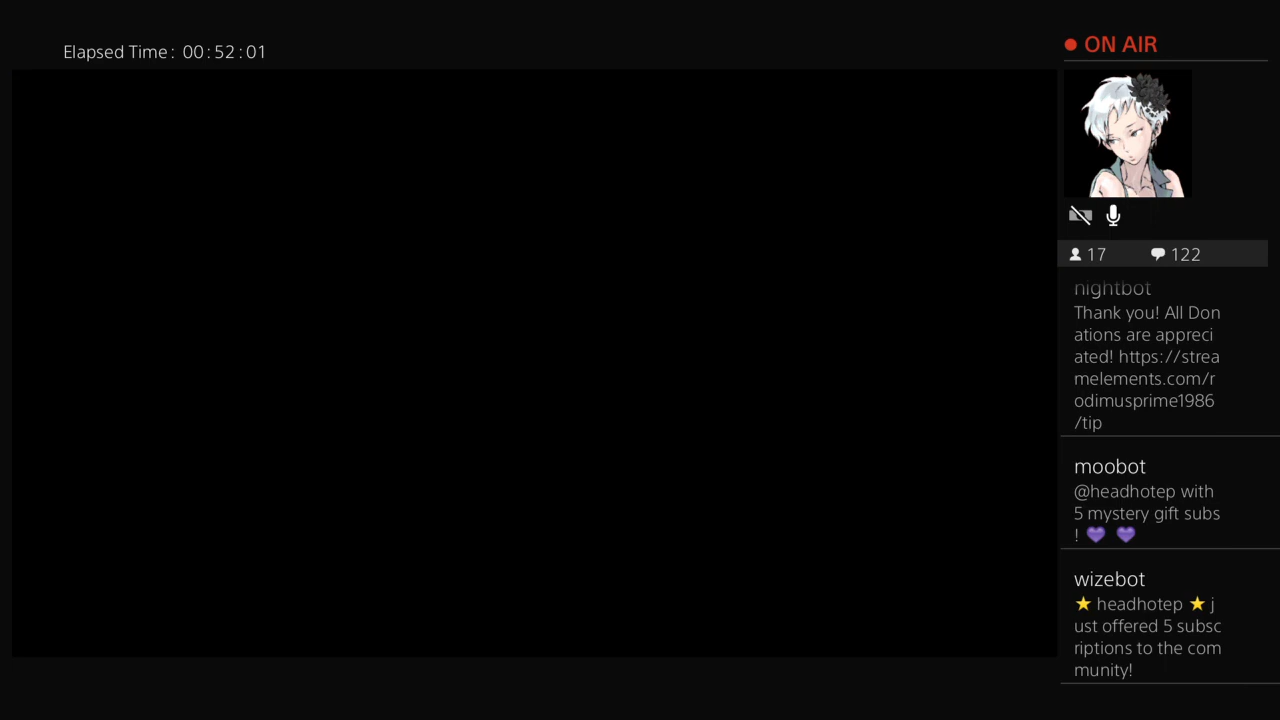 Elapsed Time: 00:52:01
ON AIR
17 122
nightbot
Thank you! All Don
ations are appreci
ated! https://strea
melements.com/r
odimusprime1986
/tip
moobot
@headhotep with
5 mystery gift subs
! 💜 💜
wizebot
⭐ headhotep ⭐ j
ust offered 5 subsc
riptions to the com
munity!